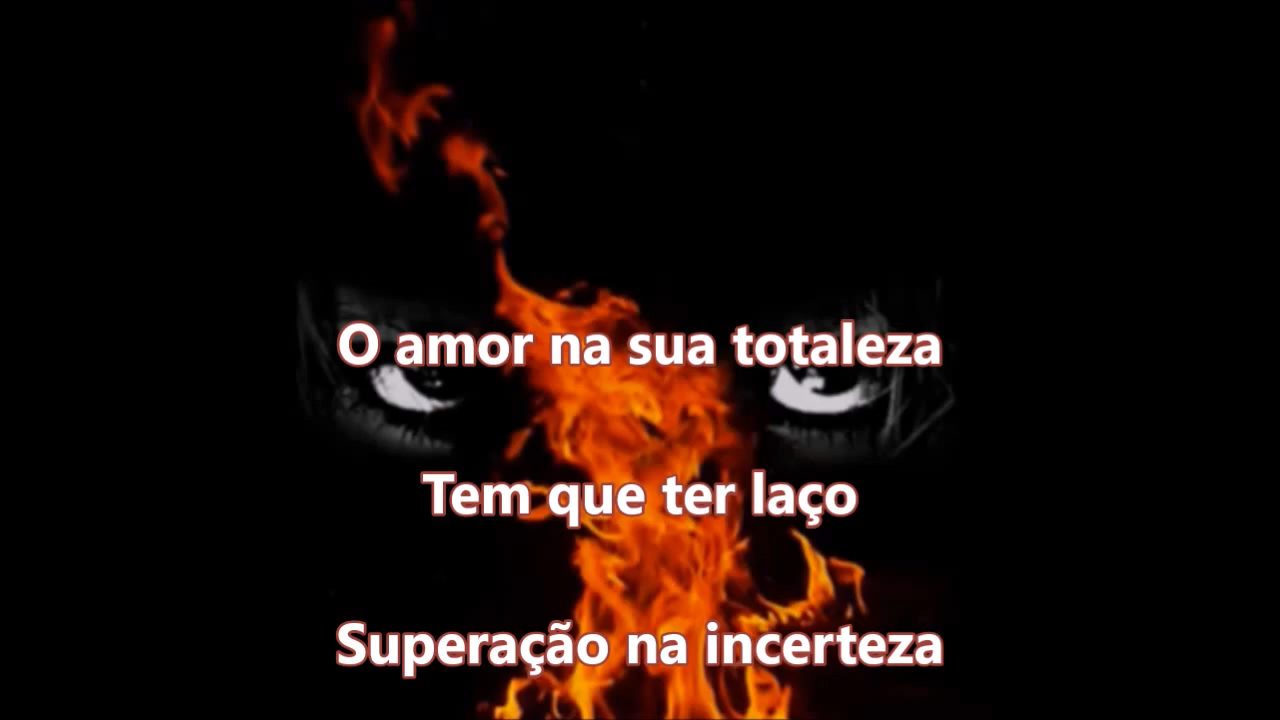 O amor na sua totaleza
Tem que ter laço
Superação na incerteza